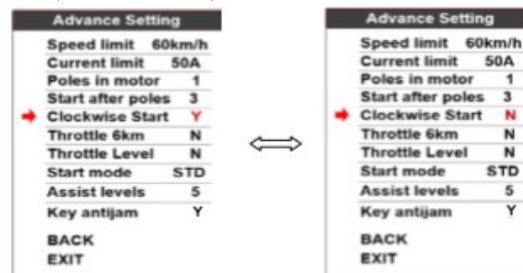 Advance Setting
Speed limit 60km/h
Current limit 50A
Poles in motor 1
Start after poles 3
Clockwise Start Y
Throttle 6km N
Throttle Level N
Start mode STD
Assist levels 5
Key antijam Y
BACK
EXIT
Advance Setting
Speed limit 60km/h
Current limit 50A
Poles in motor 1
Start after poles 3
Clockwise Start N
Throttle 6km N
Throttle Level N
Start mode STD
Assist levels 5
Key antijam Y
BACK
EXIT